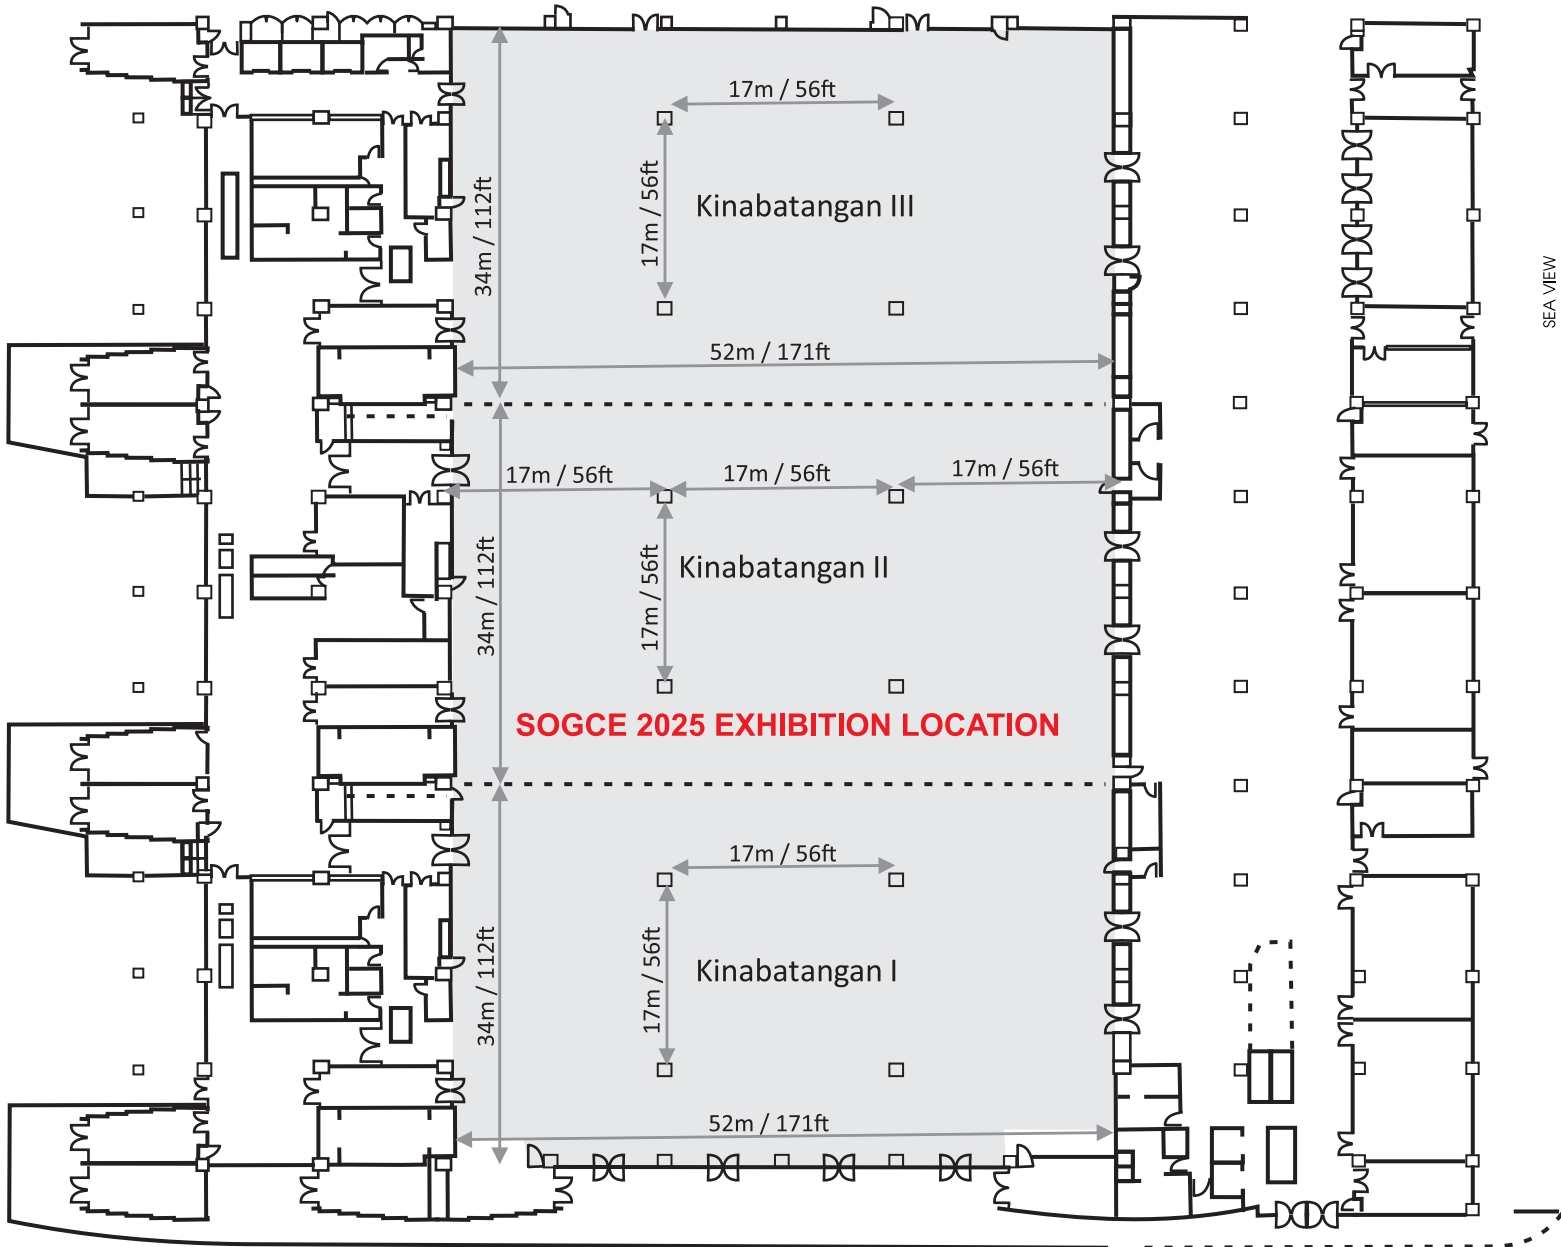 17m / 56ft
17m / 56ft
Kinabatangan III
34m / 112ft
SEA VIEW
52m / 171ft
17m / 56ft
17m / 56ft
17m / 56ft
17m / 56ft
Kinabatangan II
34m / 112ft
SOGCE 2025 EXHIBITION LOCATION
17m / 56ft
17m / 56ft
Kinabatangan I
34m / 112ft
52m / 171ft